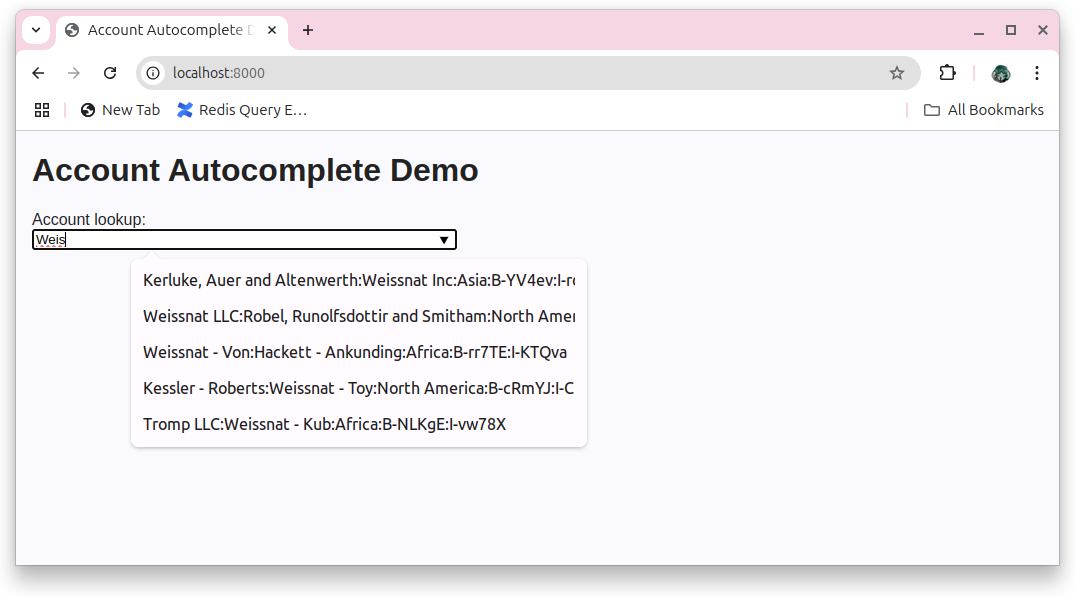 Account Autocomplete D
localhost:8000
New Tab
Redis Query E…
All Bookmarks
Account Autocomplete Demo
Account lookup:
Weis
Kerluke, Auer and Altenwerth:Weissnat Inc:Asia:B-YV4ev:I-r
Weissnat LLC:Robel, Runolfsdottir and Smitham:North Amer
Weissnat - Von:Hackett - Ankunding:Africa:B-rr7TE:I-KTQva
Kessler - Roberts:Weissnat - Toy:North America:B-cRmYJ:I-C
Tromp LLC:Weissnat - Kub:Africa:B-NLKgE:I-vw78X